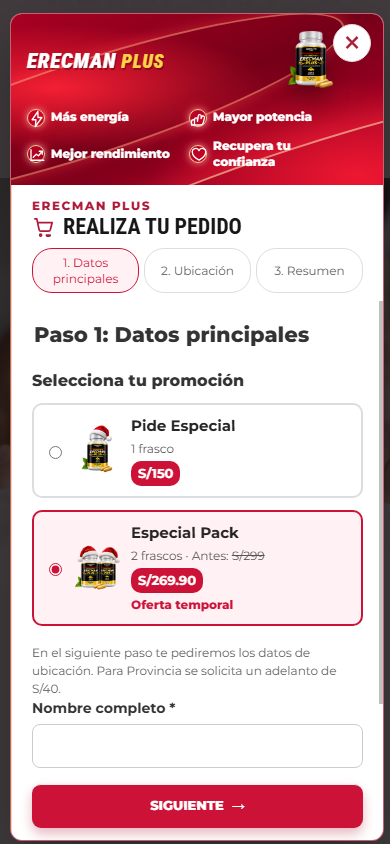 ERECMAN PLUS
Más energía
Mayor potencia
Mejor rendimiento
Recupera tu
confianza
ERECMAN PLUS
REALIZA TU PEDIDO
1. Datos
principales
2. Ubicación
3. Resumen
Paso 1: Datos principales
Selecciona tu promoción
Pide Especial
1 frasco
S/150
Especial Pack
2 frascos · Antes: S/299
S/269.90
Oferta temporal
En el siguiente paso te pediremos los datos de
ubicación. Para Provincia se solicita un adelanto de
S/40.
Nombre completo *
SIGUIENTE →